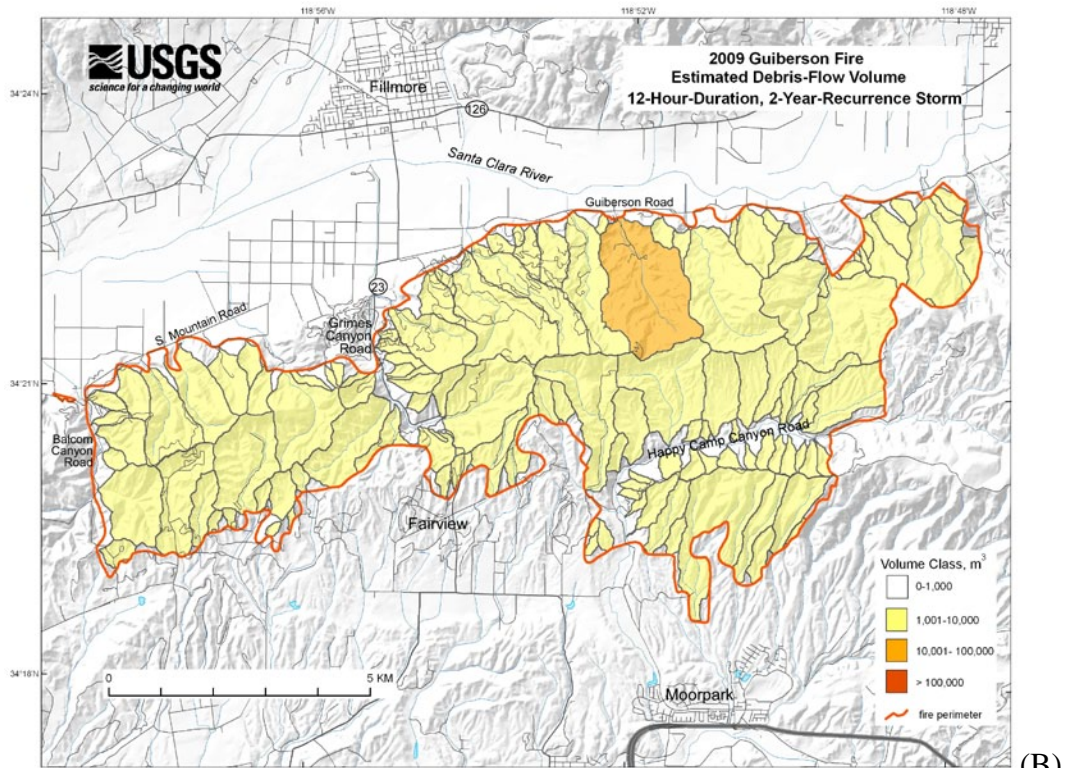 118°56'W
118°52'W
118°48'W
USGS
science for a changing world
2009 Guiberson Fire
Estimated Debris-Flow Volume
12-Hour-Duration, 2-Year-Recurrence Storm
34°24'N
Fillmore
126
Santa Clara River
Guiberson Road
23
S. Mountain Road
Grimes
Canyon
Road
34°21'N
Balcom
Canyon
Road
Happy Camp Canyon Road
Fairview
Volume Class, m³
0-1,000
1,001-10,000
10,001- 100,000
> 100,000
fire perimeter
34°18'N
0
5 KM
Moorpark
(B)